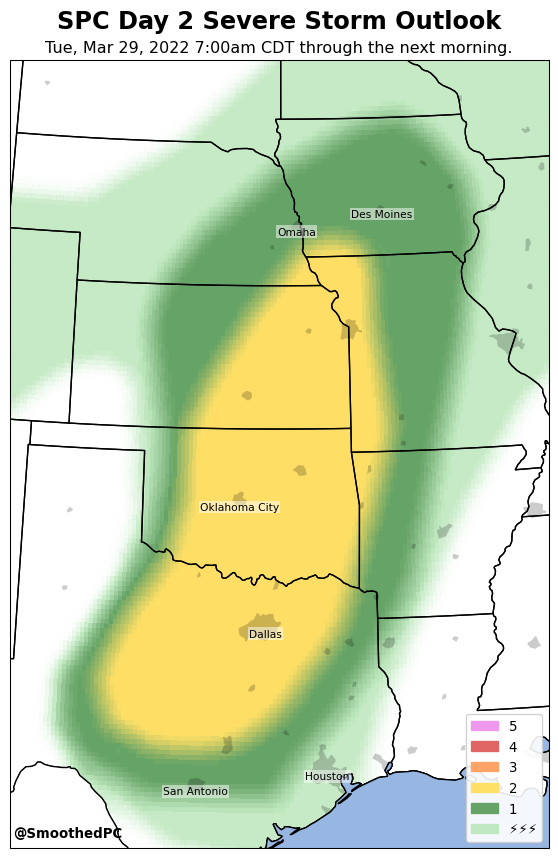 SPC Day 2 Severe Storm Outlook
Tue, Mar 29, 2022 7:00am CDT through the next morning.
Des Moines
Omaha
Oklahoma City
Dallas
Houston
San Antonio
5
4
3
2
1
⚡⚡⚡
@SmoothedPC